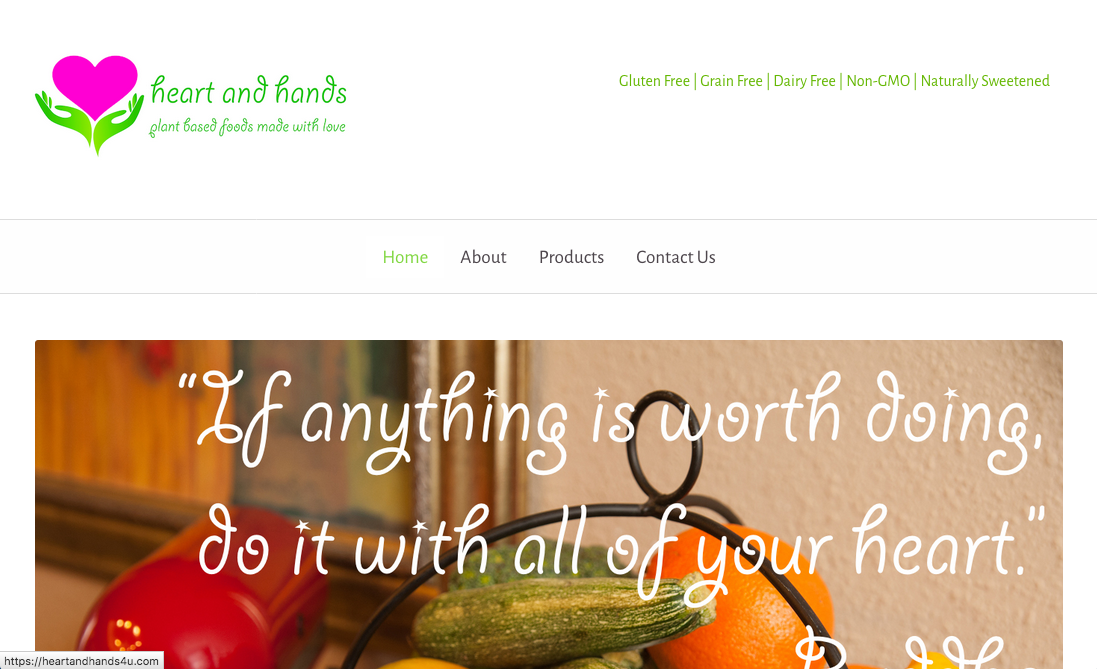 heart and hands
plant based foods made with love
Gluten Free | Grain Free | Dairy Free | Non-GMO | Naturally Sweetened
Home About Products Contact Us
"If anything is worth doing,
do it with all of your heart."
https://heartandhands4u.com